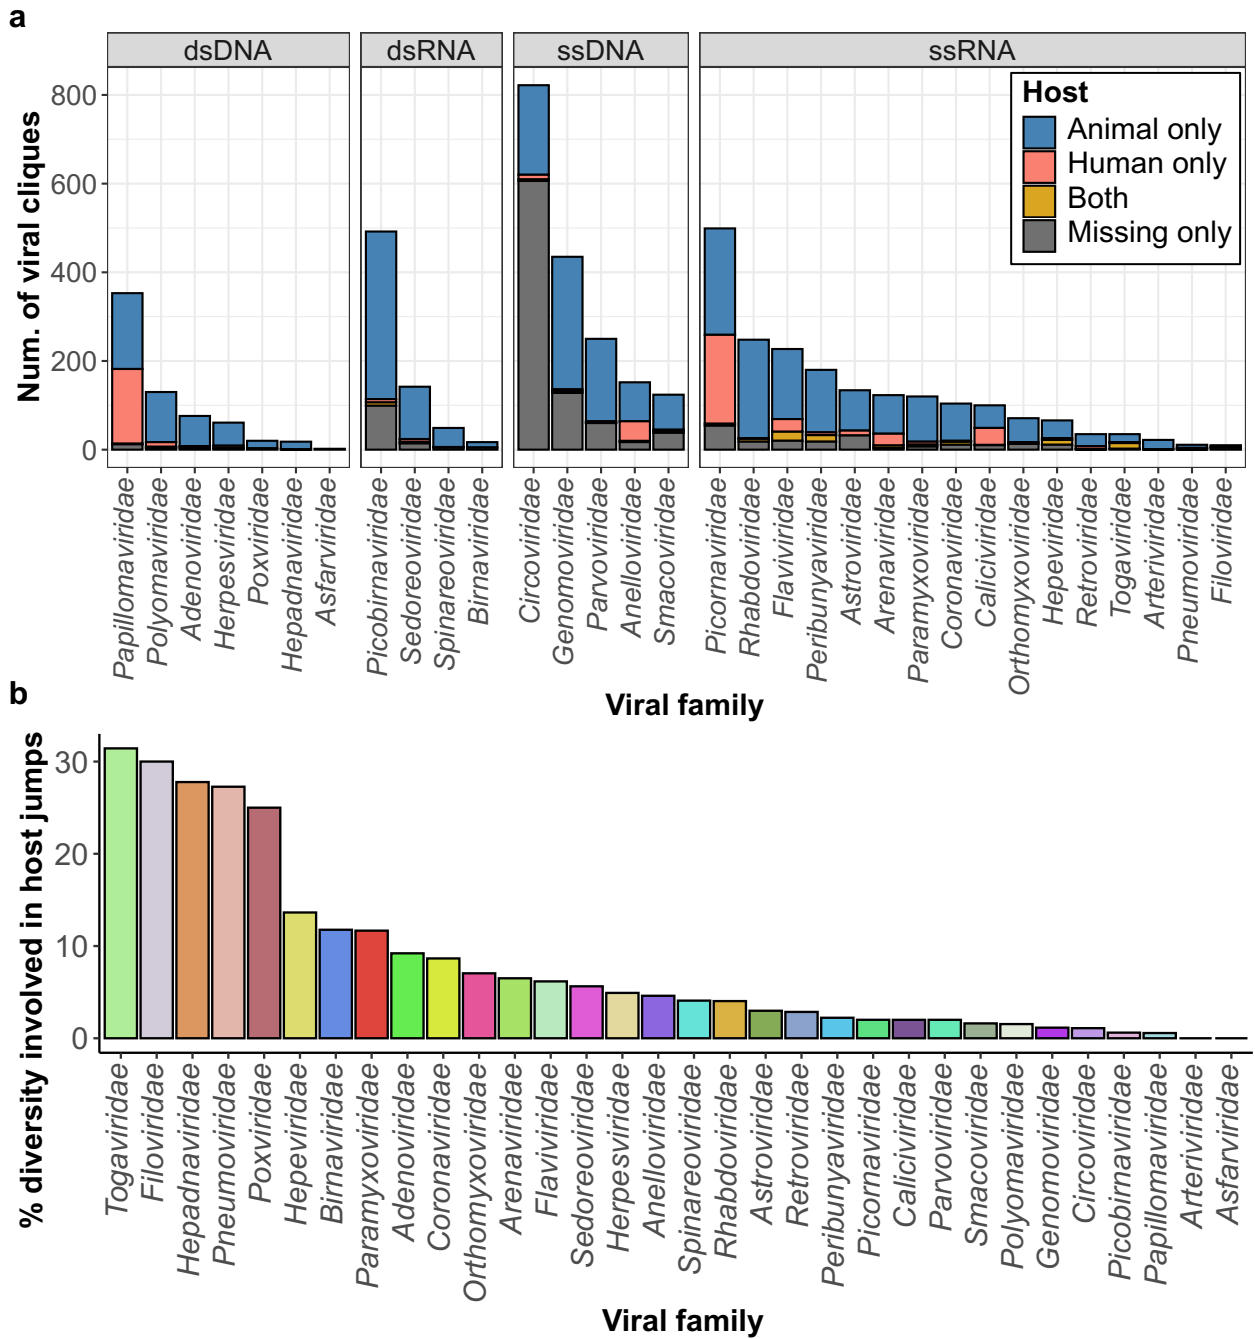 a
dsDNA
dsRNA
ssDNA
ssRNA
Host
Animal only
Human only
Both
Missing only
Num. of viral cliques
800
600
400
200
0
Papillomaviridae
Polyomaviridae
Adenoviridae
Herpesviridae
Poxviridae
Hepadnaviridae
Asfarviridae
Picobirnaviridae
Sedoreoviridae
Spinareoviridae
Birnaviridae
Circoviridae
Genomoviridae
Parvoviridae
Anelloviridae
Smacoviridae
Picornaviridae
Rhabdoviridae
Flaviviridae
Peribunyaviridae
Astroviridae
Arenaviridae
Paramyxoviridae
Coronaviridae
Caliciviridae
Orthomyxoviridae
Hepeviridae
Retroviridae
Togaviridae
Arteriviridae
Pneumoviridae
Filoviridae
Viral family
b
% diversity involved in host jumps
30
20
10
0
Togaviridae
Filoviridae
Hepadnaviridae
Pneumoviridae
Poxviridae
Hepeviridae
Birnaviridae
Paramyxoviridae
Adenoviridae
Coronaviridae
Orthomyxoviridae
Arenaviridae
Flaviviridae
Sedoreoviridae
Herpesviridae
Anelloviridae
Spinareoviridae
Rhabdoviridae
Astroviridae
Retroviridae
Peribunyaviridae
Picornaviridae
Caliciviridae
Parvoviridae
Smacoviridae
Polyomaviridae
Genomoviridae
Circoviridae
Picobirnaviridae
Papillomaviridae
Arteriviridae
Asfarviridae
Viral family